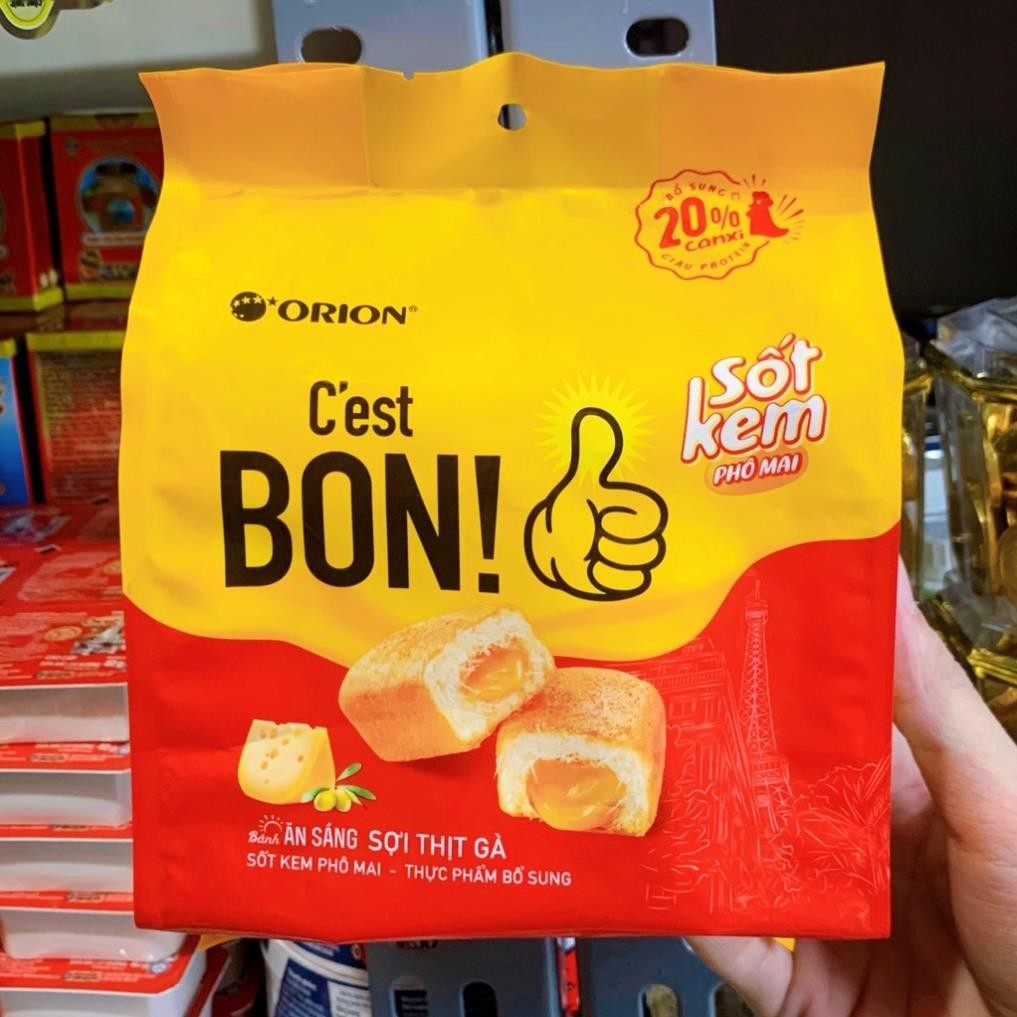 BỔ SUNG
20%
Canxi
GIÀU PROTEIN
ORION®
C'est
BON!
Sốt
kem
PHÔ MAI
Bánh ĂN SÁNG SỢI THỊT GÀ
SỐT KEM PHÔ MAI - THỰC PHẨM BỔ SUNG